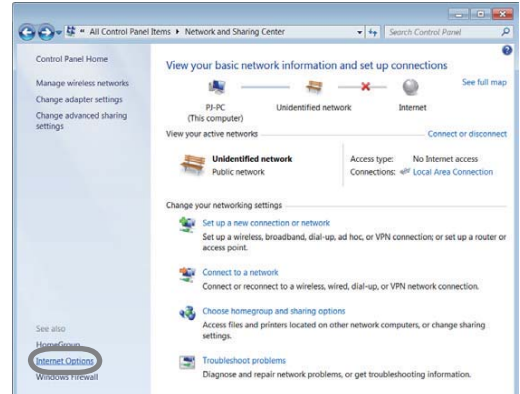 All Control Panel Items
Network and Sharing Center
Search Control Panel
Control Panel Home
Manage wireless networks
Change adapter settings
Change advanced sharing
settings
See also
HomeGroup
Internet Options
Windows Firewall
View your basic network information and set up connections
See full map
PJ-PC
(This computer)
Unidentified network
Internet
View your active networks
Connect or disconnect
Unidentified network
Public network
Access type: No Internet access
Connections: Local Area Connection
Change your networking settings
Set up a new connection or network
Set up a wireless, broadband, dial-up, ad hoc, or VPN connection; or set up a router or
access point.
Connect to a network
Connect or reconnect to a wireless, wired, dial-up, or VPN network connection.
Choose homegroup and sharing options
Access files and printers located on other network computers, or change sharing
settings.
Troubleshoot problems
Diagnose and repair network problems, or get troubleshooting information.